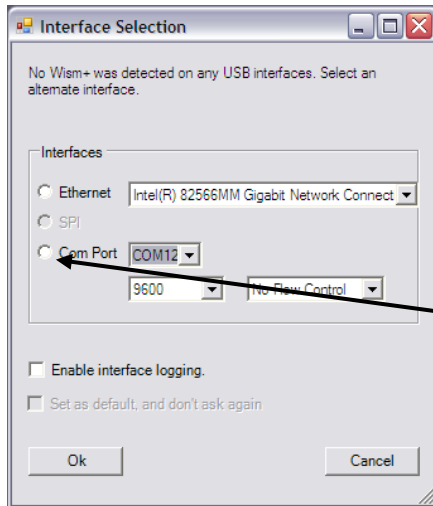 Interface Selection
No Wism+ was detected on any USB interfaces. Select an
alternate interface.
Interfaces
Ethernet Intel(R) 82566MM Gigabit Network Connect
SPI
Com Port COM12
9600 No Flow Control
Enable interface logging.
Set as default, and don't ask again
Ok Cancel